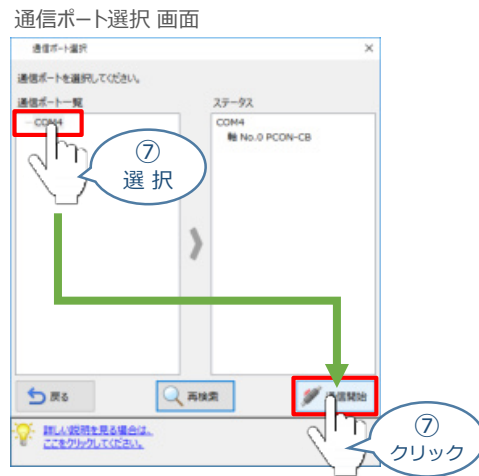 通信ポート選択 画面
通信ポート選択
通信ポートを選択してください。
通信ポート一覧
ステータス
COM4
COM4
軸 No.0 PCON-CB
⑦
選 択
戻る
再検索
通信開始
詳しい説明を見る場合は、
ここをクリックしてください。
⑦
クリック